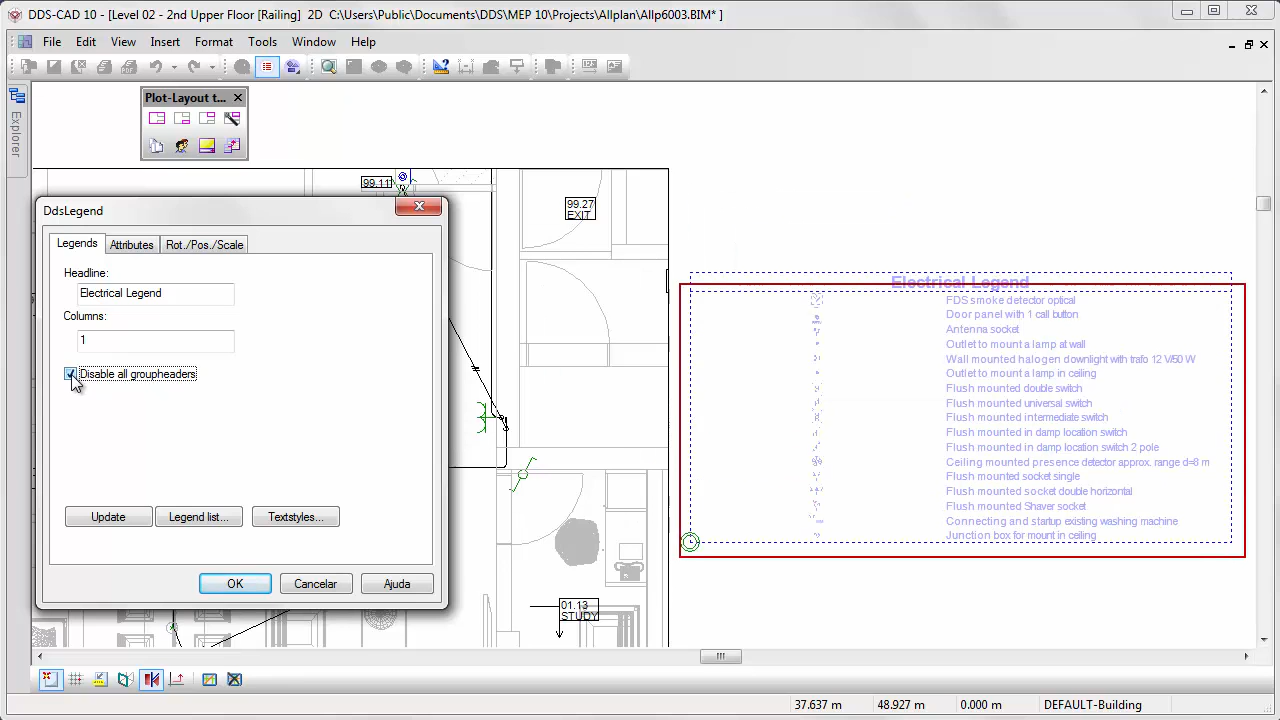 DDS-CAD 10 - [Level 02 - 2nd Upper Floor [Railing]  2D  C:\Users\Public\Documents\DDS\MEP 10\Projects\Allplan\Allp6003.BIM* ]
File Edit View Insert Format Tools Window Help
Explorer
Plot-Layout t...
99.11
99.27
EXIT
DdsLegend
Legends Attributes Rot./Pos./Scale
Headline:
Electrical Legend
Columns:
1
Disable all groupheaders
Update Legend list... Textstyles...
OK Cancelar Ajuda
Electrical Legend
FDS smoke detector optical
Door panel with 1 call button
Antenna socket
Outlet to mount a lamp at wall
Wall mounted halogen downlight with trafo 12 V/50 W
Outlet to mount a lamp in ceiling
Flush mounted double switch
Flush mounted universal switch
Flush mounted intermediate switch
Flush mounted in damp location switch
Flush mounted in damp location switch 2 pole
Ceiling mounted presence detector approx. range d=8 m
Flush mounted socket single
Flush mounted socket double horizontal
Flush mounted Shaver socket
Connecting and startup existing washing machine
Junction box for mount in ceiling
01.13
STUDY
37.637 m 48.927 m 0.000 m DEFAULT-Building